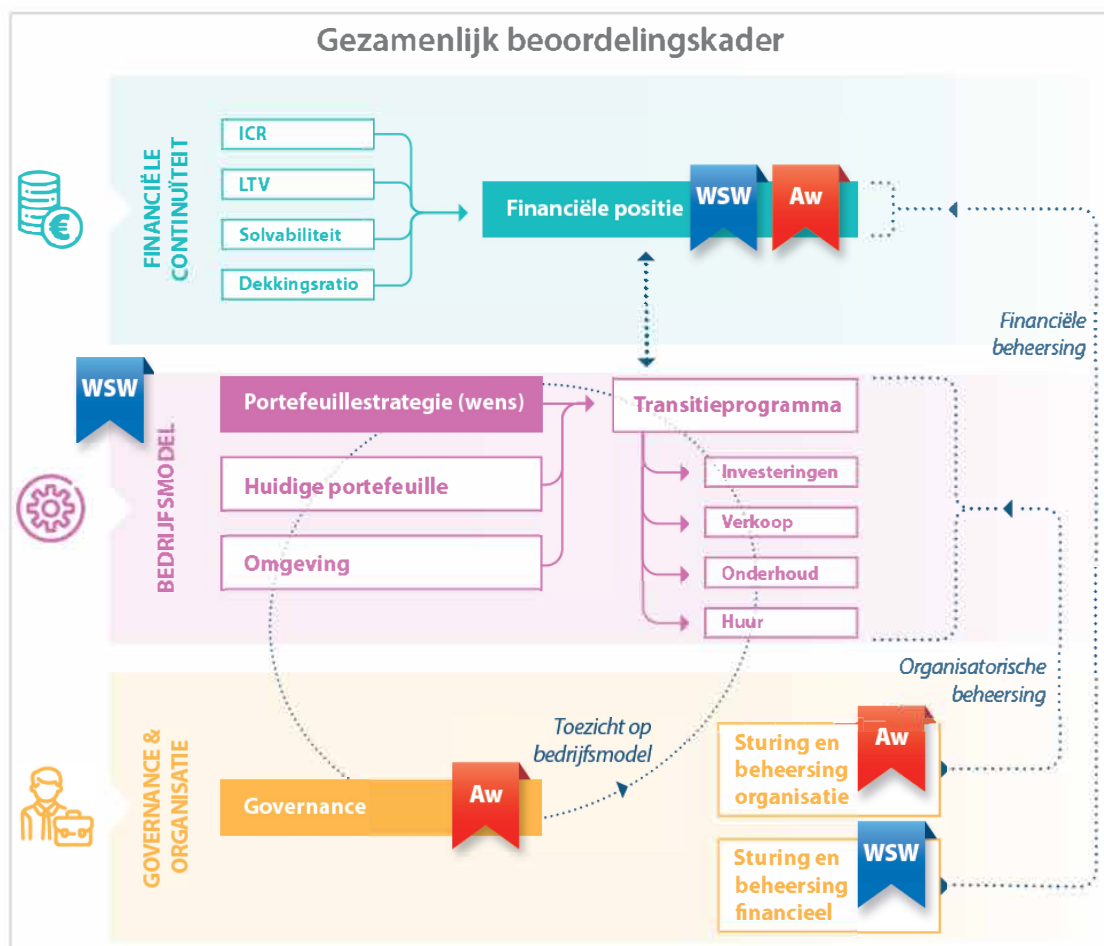 Gezamenlijk beoordelingskader
FINANCIËLE
CONTINUÏTEIT
ICR
LTV
Solvabiliteit
Dekkingsratio
Financiële positie
WSW
Aw
Financiële
beheersing
WSW
BEDRIJFSMODEL
Portefeuillestrategie (wens)
Huidige portefeuille
Omgeving
Transitieprogramma
Investeringen
Verkoop
Onderhoud
Huur
Organisatorische
beheersing
GOVERNANCE &
ORGANISATIE
Governance
Aw
Toezicht op
bedrijfsmodel
Sturing en
beheersing
organisatie
Aw
Sturing en
beheersing
financieel
WSW